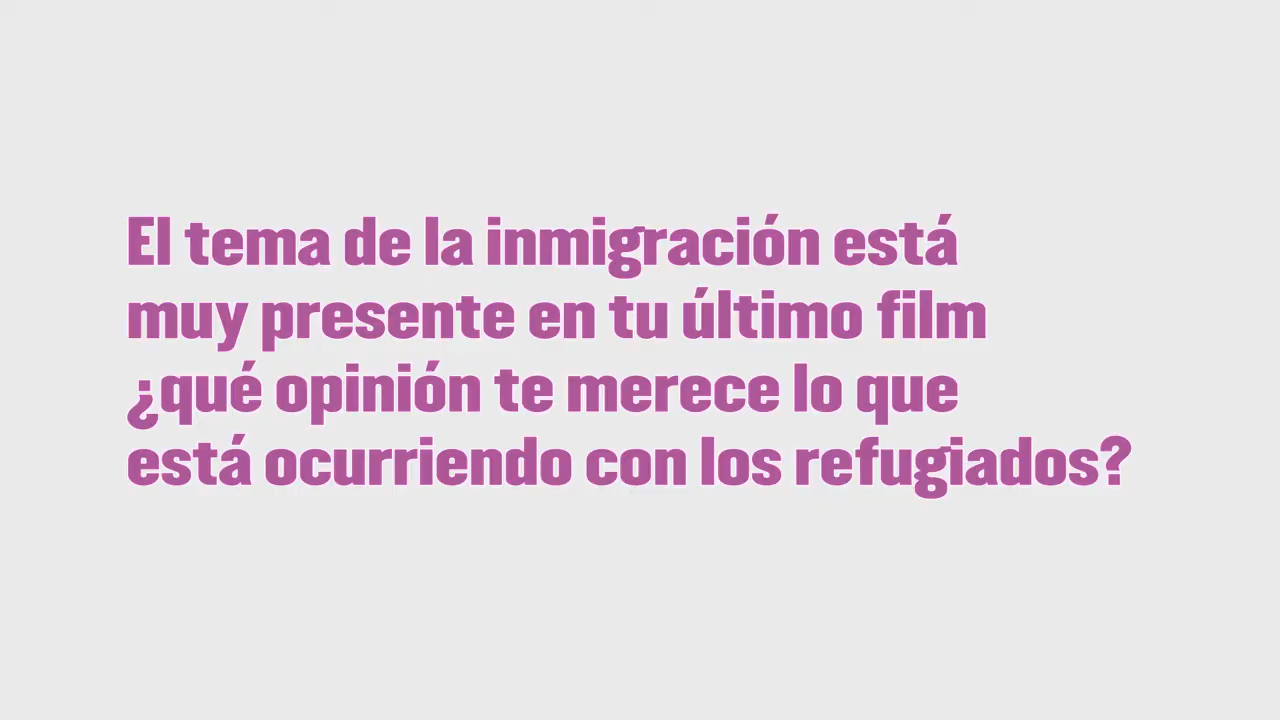 El tema de la inmigración está
muy presente en tu último film
¿qué opinión te merece lo que
está ocurriendo con los refugiados?